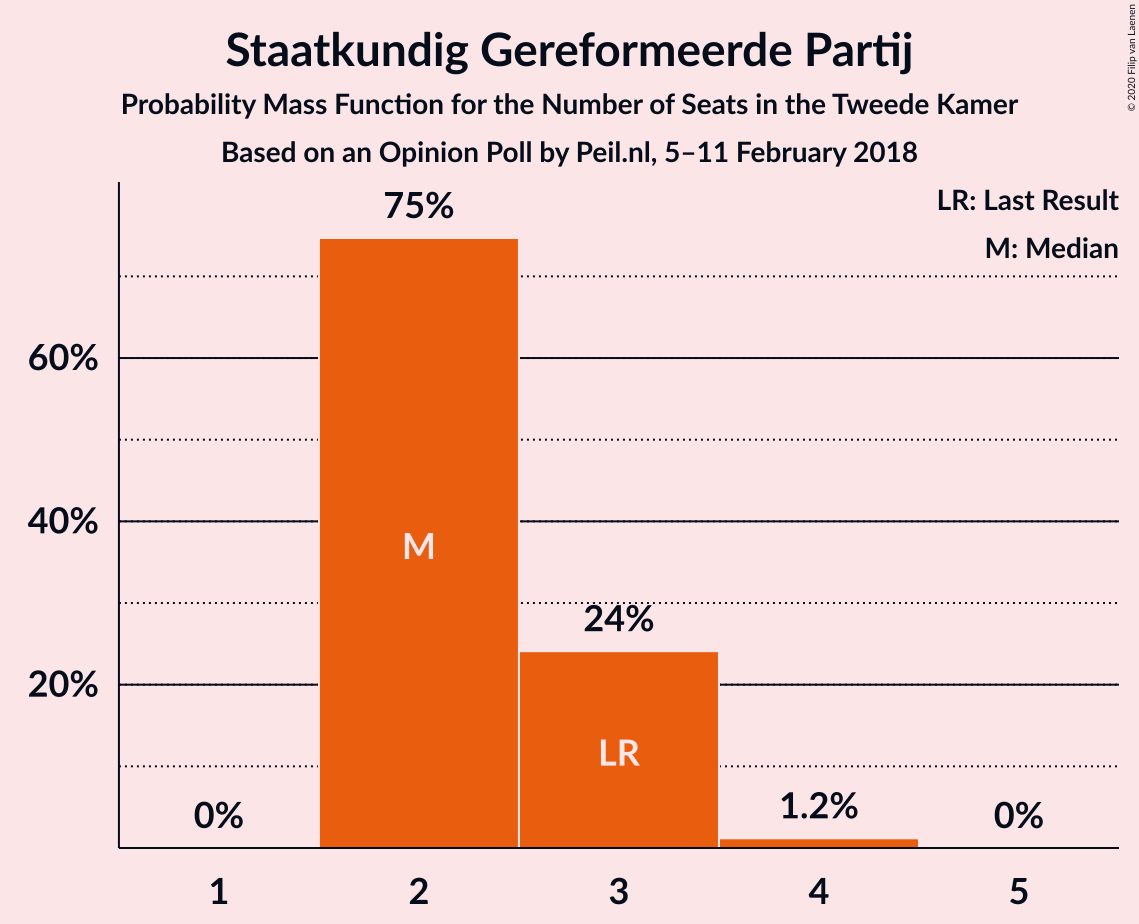 Staatkundig Gereformeerde Partij
Probability Mass Function for the Number of Seats in the Tweede Kamer
Based on an Opinion Poll by Peil.nl, 5–11 February 2018
© 2020 Filip van Laenen
LR: Last Result
M: Median
75%
60%
40%
M
24%
20%
LR
0%
1.2%
0%
1 2 3 4 5